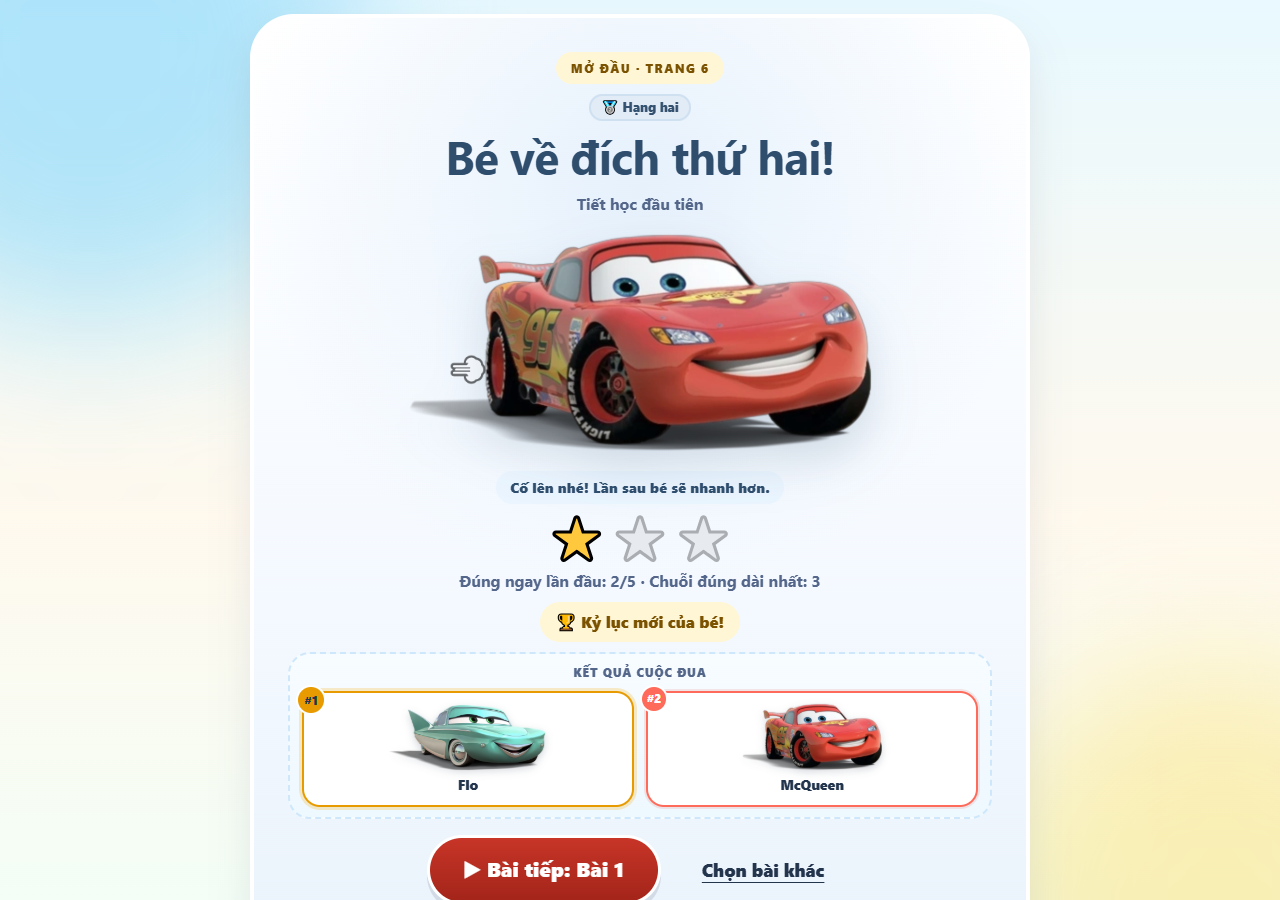 MỞ ĐẦU · TRANG 6
Hạng hai
Bé về đích thứ hai!
Tiết học đầu tiên
95
LIGHTYEAR
Cố lên nhé! Lần sau bé sẽ nhanh hơn.
Đúng ngay lần đầu: 2/5 · Chuỗi đúng dài nhất: 3
Kỷ lục mới của bé!
KẾT QUẢ CUỘC ĐUA
#1
Flo
#2
McQueen
▶ Bài tiếp: Bài 1
Chọn bài khác